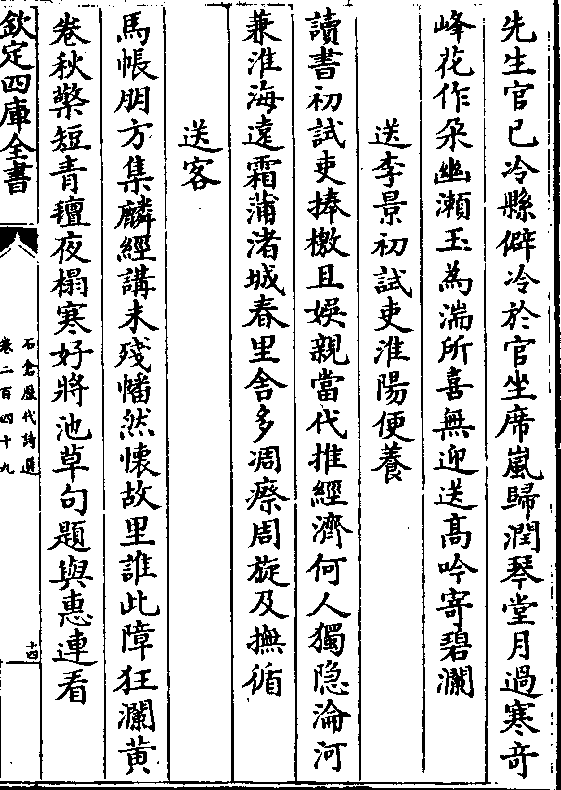 先生官已冷縣僻冷於官坐席嵐歸潤琴堂月過寒奇
峰花作朶幽瀬玉為湍所喜無迎送髙吟寄碧瀾
送李景初試吏淮陽便養
讀書初試吏捧檄且娯親當代推經濟何人獨隐淪河
兼淮海遠霜蒲渚城春里舎多凋瘵周旋及撫循
送客
馬帳朋方集麟經講未殘幡然懐故里誰此障狂瀾黄
卷秋檠短青氊夜榻寒好將池草句題與惠連看
欽定四庫全書
石倉歴代詩選
卷二百四十九
十四